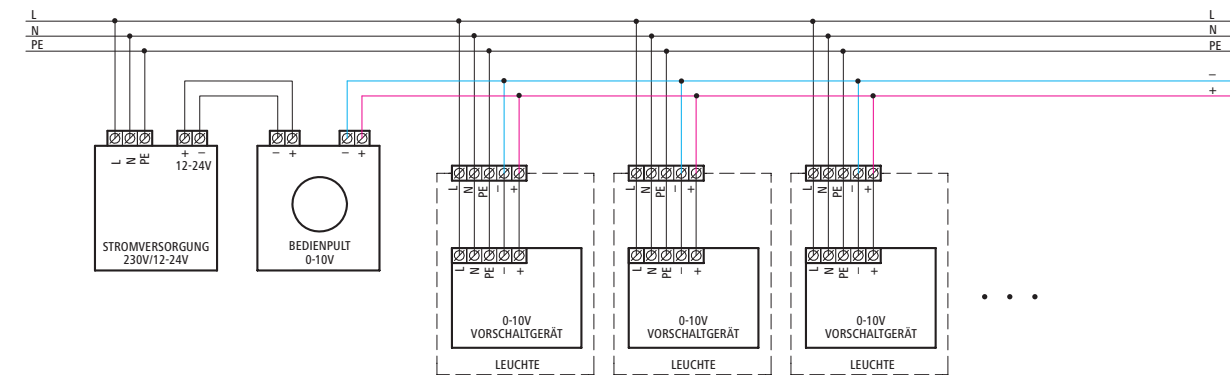 L L
N N
PE PE
– –
+ +
L N PE + – – + – +
12-24V
STROMVERSORGUNG
230V/12-24V
BEDIENPULT
0-10V
L N PE – + L N PE – + L N PE – +
L N PE – + L N PE – + L N PE – +
0-10V
VORSCHALTGERÄT
LEUCHTE
0-10V
VORSCHALTGERÄT
LEUCHTE
0-10V
VORSCHALTGERÄT
LEUCHTE
• • •